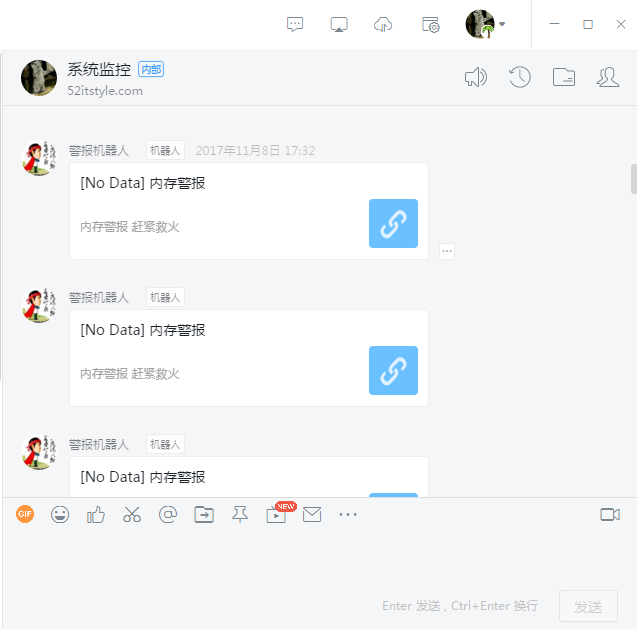 系统监控 内部
52itstyle.com
警报机器人 机器人 2017年11月8日 17:32
[No Data] 内存警报
内存警报 赶紧救火
警报机器人 机器人
[No Data] 内存警报
内存警报 赶紧救火
警报机器人 机器人
[No Data] 内存警报
GIF NEW
Enter 发送 , Ctrl+Enter 换行 发送